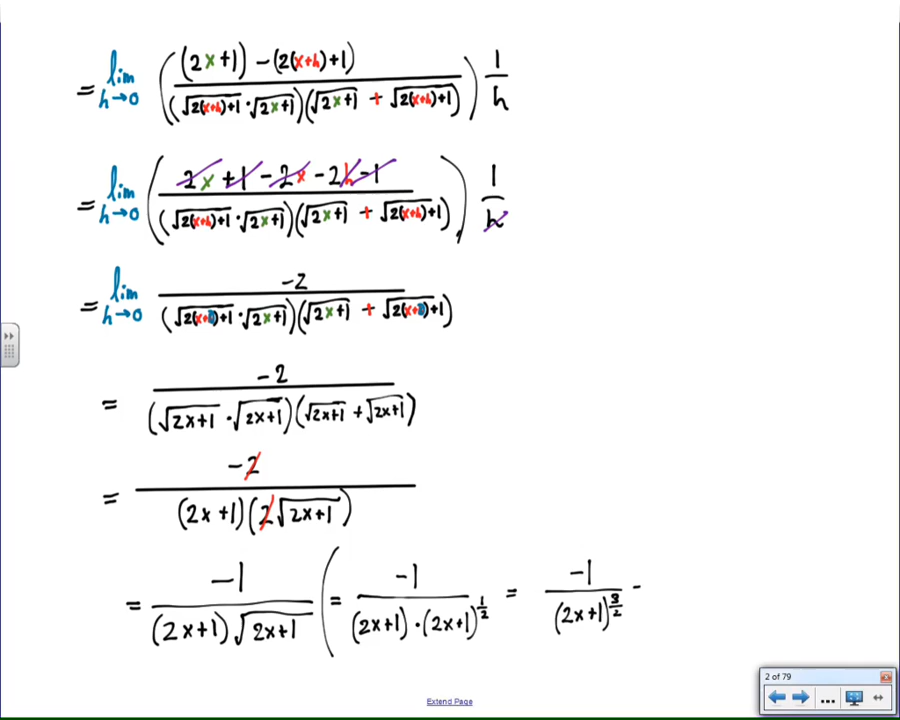 = lim h→0 ( ((2x+1) - (2(x+h)+1)) / ((√(2(x+h)+1) · √(2x+1))(√(2x+1) + √(2(x+h)+1))) ) 1/h
= lim h→0 ( (2x + 1 - 2x - 2h - 1) / ((√(2(x+h)+1) · √(2x+1))(√(2x+1) + √(2(x+h)+1))) ) 1/h
= lim h→0 -2 / ((√(2(x+0)+1) · √(2x+1))(√(2x+1) + √(2(x+0)+1)))
= -2 / ((√(2x+1) · √(2x+1))(√(2x+1) + √(2x+1)))
= -2 / ((2x+1)(2√(2x+1)))
= -1 / ((2x+1)√(2x+1)) ( = -1 / ((2x+1)·(2x+1)^(1/2)) = -1 / (2x+1)^(3/2) -
2 of 79
...
Extend Page